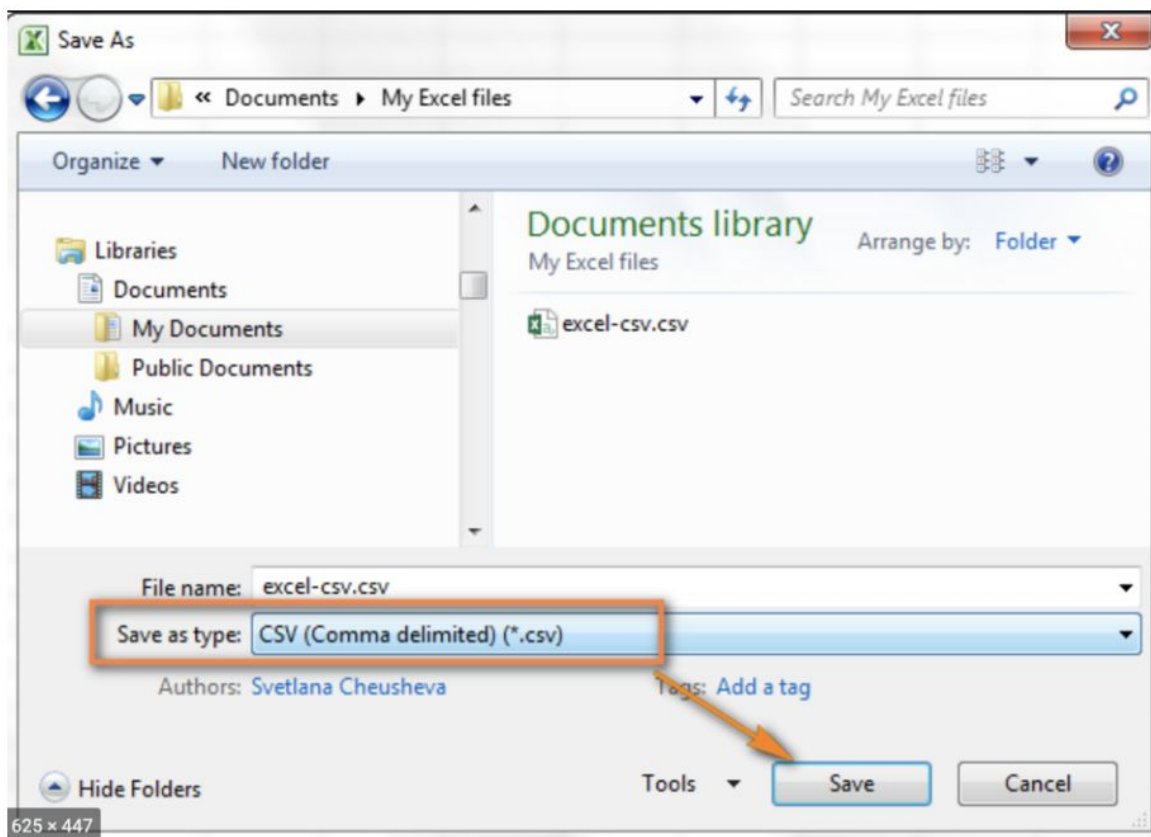 Save As
« Documents ▸ My Excel files
Search My Excel files
Organize
New folder
Libraries
Documents
My Documents
Public Documents
Music
Pictures
Videos
Documents library
My Excel files
Arrange by: Folder
excel-csv.csv
File name: excel-csv.csv
Save as type: CSV (Comma delimited) (*.csv)
Authors: Svetlana Cheusheva
Tags: Add a tag
Hide Folders
Tools
Save
Cancel
625 × 447